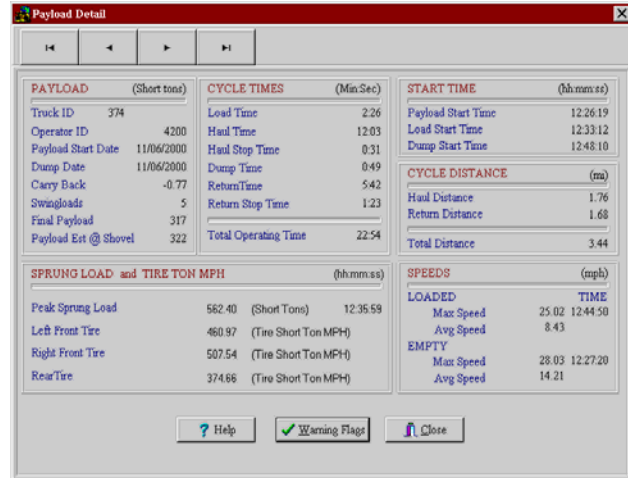 Payload Detail
PAYLOAD (Short tons)
Truck ID 374
Operator ID 4200
Payload Start Date 11/06/2000
Dump Date 11/06/2000
Carry Back -0.77
Swingloads 5
Final Payload 317
Payload Est @ Shovel 322
CYCLE TIMES (Min:Sec)
Load Time 2:26
Haul Time 12:03
Haul Stop Time 0:31
Dump Time 0:49
ReturnTime 5:42
Return Stop Time 1:23
Total Operating Time 22:54
START TIME (hh:mm:ss)
Payload Start Time 12:26:19
Load Start Time 12:33:12
Dump Start Time 12:48:10
CYCLE DISTANCE (mi)
Haul Distance 1.76
Return Distance 1.68
Total Distance 3.44
SPRUNG LOAD and TIRE TON MPH (hh:mm:ss)
Peak Sprung Load 562.40 (Short Tons) 12:35:59
Left Front Tire 460.97 (Tire Short Ton MPH)
Right Front Tire 507.54 (Tire Short Ton MPH)
RearTire 374.66 (Tire Short Ton MPH)
SPEEDS (mph)
LOADED TIME
Max Speed 25.02 12:44:50
Avg Speed 8.43
EMPTY
Max Speed 28.03 12:27:20
Avg Speed 14.21
? Help
Warning Flags
Close